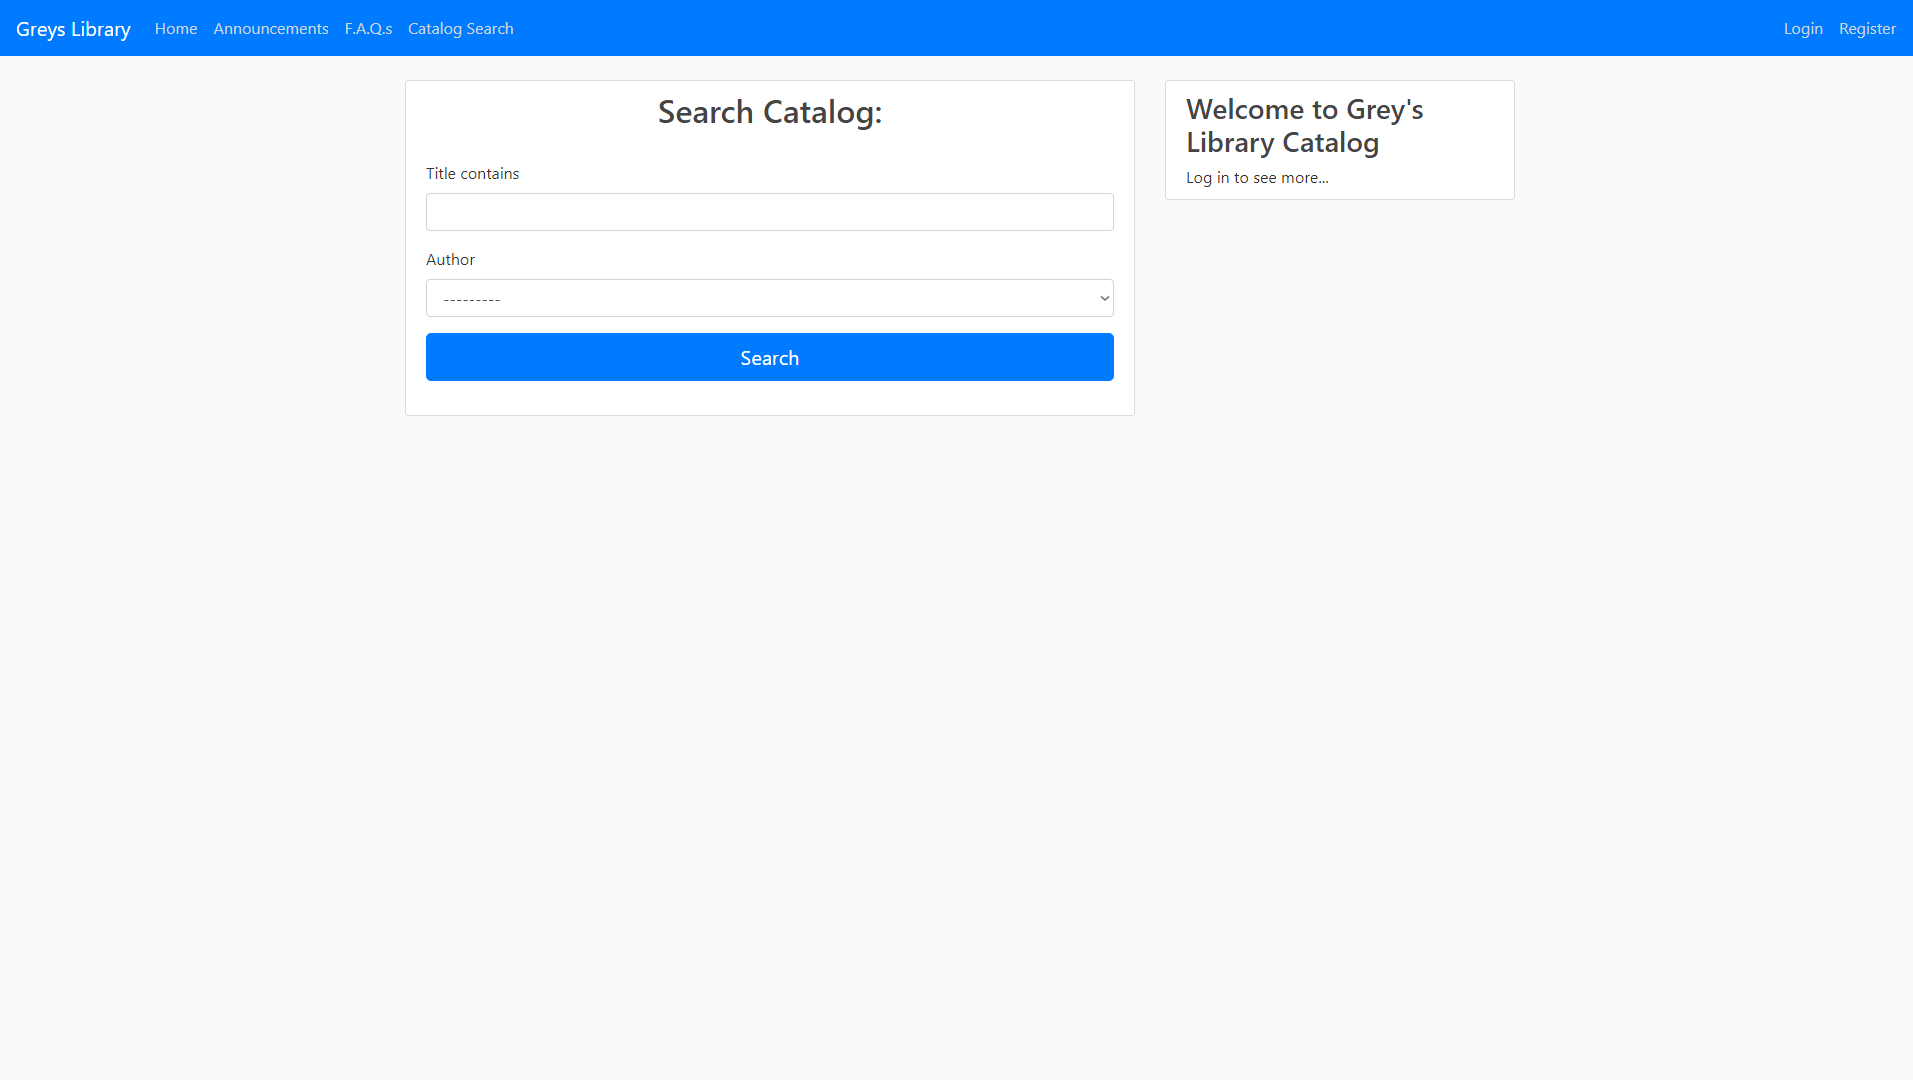 Greys Library Home Announcements F.A.Q.s Catalog Search Login Register
Search Catalog:
Title contains
Author
---------
Search
Welcome to Grey's
Library Catalog
Log in to see more...